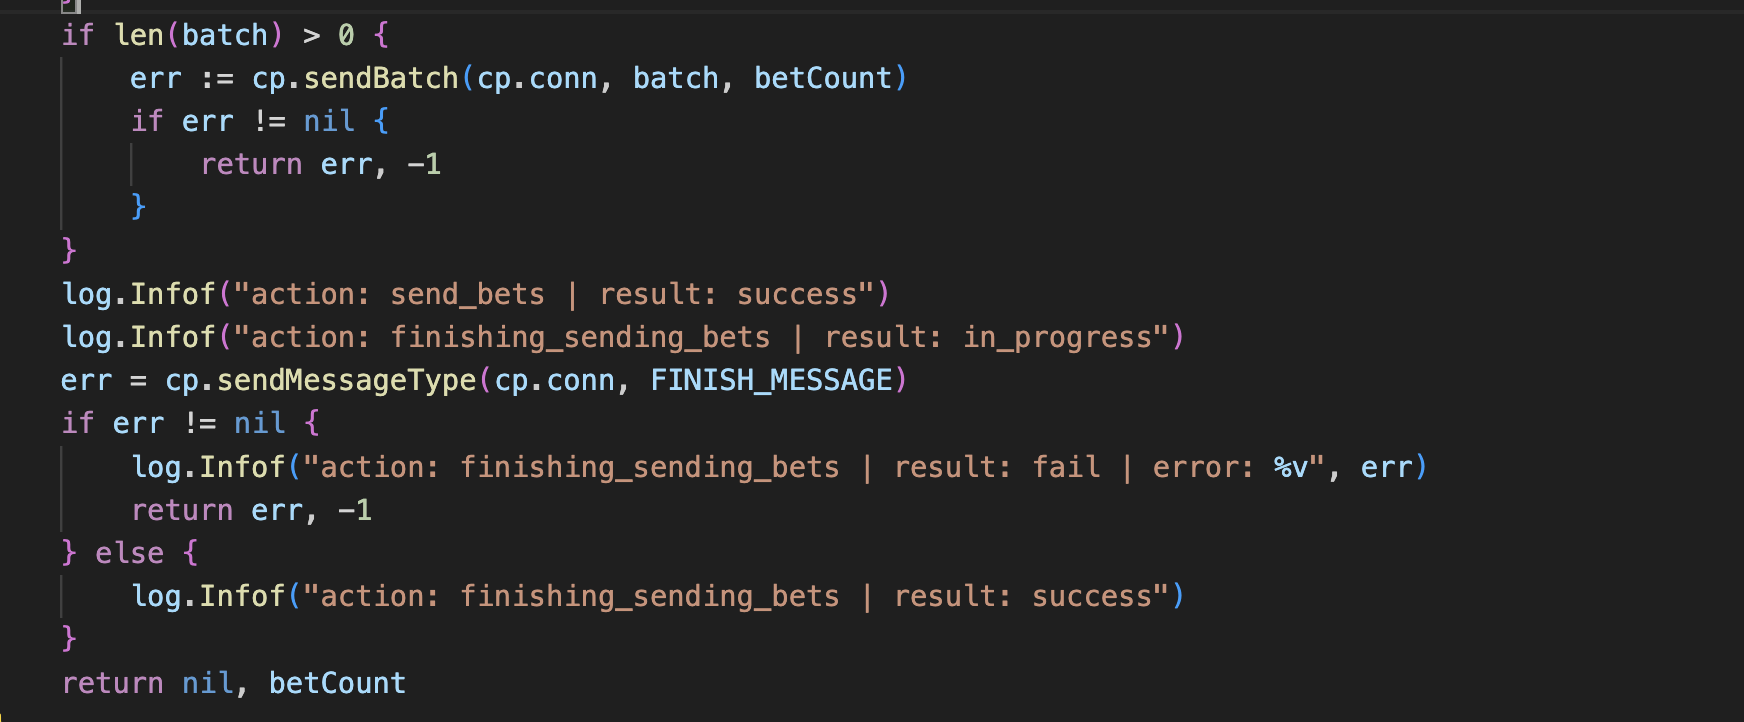 }
if len(batch) > 0 {
    err := cp.sendBatch(cp.conn, batch, betCount)
    if err != nil {
        return err, -1
    }
}
log.Infof("action: send_bets | result: success")
log.Infof("action: finishing_sending_bets | result: in_progress")
err = cp.sendMessageType(cp.conn, FINISH_MESSAGE)
if err != nil {
    log.Infof("action: finishing_sending_bets | result: fail | error: %v", err)
    return err, -1
} else {
    log.Infof("action: finishing_sending_bets | result: success")
}
return nil, betCount